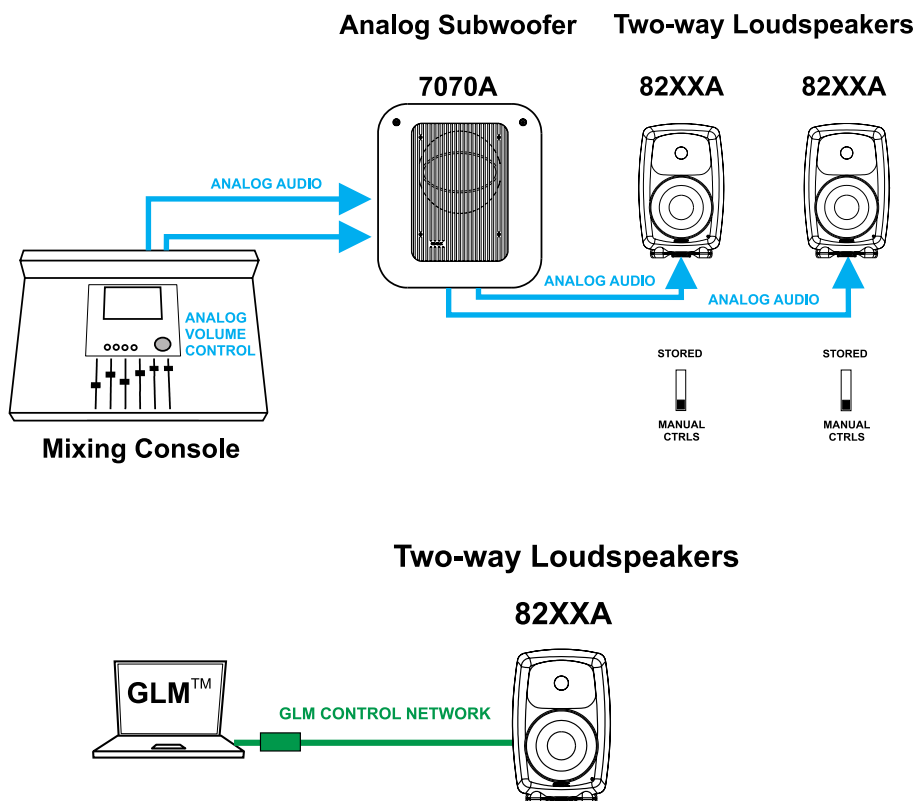 Analog Subwoofer
Two-way Loudspeakers
7070A
82XXA
82XXA
ANALOG AUDIO
ANALOG AUDIO
ANALOG AUDIO
ANALOG
VOLUME
CONTROL
Mixing Console
STORED
MANUAL
CTRLS
STORED
MANUAL
CTRLS
Two-way Loudspeakers
82XXA
GLM™
GLM CONTROL NETWORK